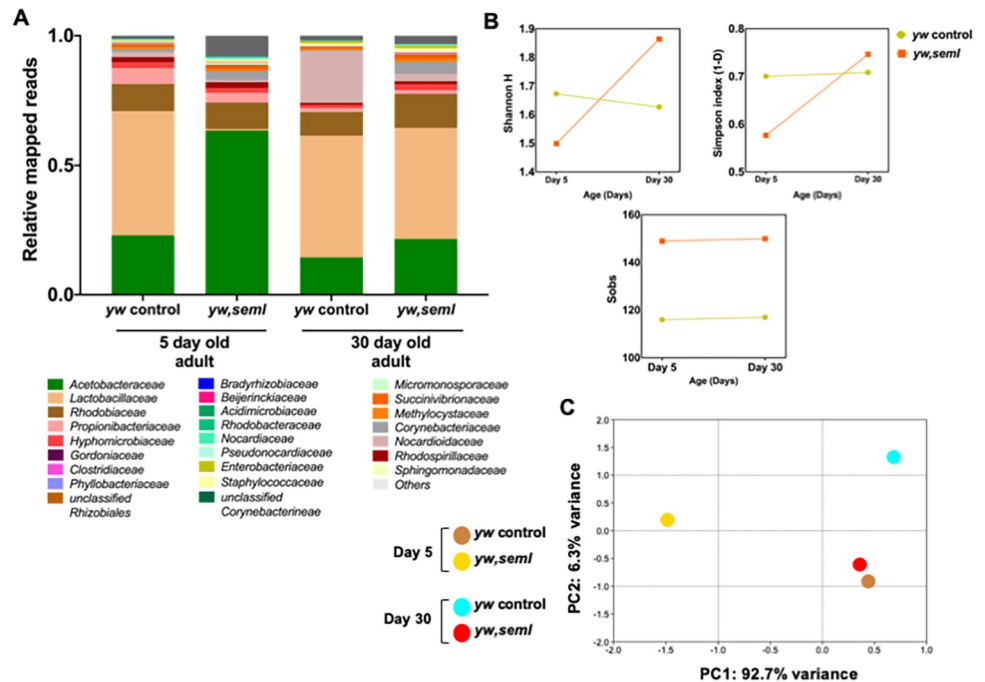 A
1.0
0.5
0.0
Relative mapped reads
yw control
yw,seml
yw control
yw,seml
5 day old
adult
30 day old
adult
Acetobacteraceae
Lactobacillaceae
Rhodobiaceae
Propionibacteriaceae
Hyphomicrobiaceae
Gordoniaceae
Clostridiaceae
Phyllobacteriaceae
unclassified
Rhizobiales
Bradyrhizobiaceae
Beijerinckiaceae
Acidimicrobiaceae
Rhodobacteraceae
Nocardiaceae
Pseudonocardiaceae
Enterobacteriaceae
Staphylococcaceae
unclassified
Corynebacterineae
Micromonosporaceae
Succinivibrionaceae
Methylocystaceae
Corynebacteriaceae
Nocardioidaceae
Rhodospirillaceae
Sphingomonadaceae
Others
B
1.9
1.8
1.7
1.6
1.5
1.4
Shannon H
Day 5
Day 30
Age (Days)
0.8
0.7
0.6
0.5
Simpson index (1-D)
Day 5
Day 30
Age (Days)
yw control
yw,seml
160
140
120
100
Sobs
Day 5
Day 30
Age (Days)
C
2.0
1.5
1.0
0.5
0.0
-0.5
-1.0
-1.5
-2.0
PC2: 6.3% variance
-2.0
-1.5
-1.0
-0.5
0.0
0.5
1.0
PC1: 92.7% variance
Day 5
yw control
yw,seml
Day 30
yw control
yw,seml